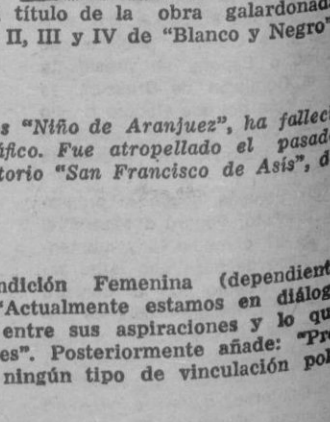 título de la obra galardonad
II, III y IV de “Blanco y Negro”
s “Niño de Aranjuez”, ha falleci
áfico. Fue atropellado el pasad
torio “San Francisco de Asís”, d
ndición Femenina (dependient
“Actualmente estamos en diálog
entre sus aspiraciones y lo qu
es”. Posteriormente añade: “Pr
ningún tipo de vinculación pol